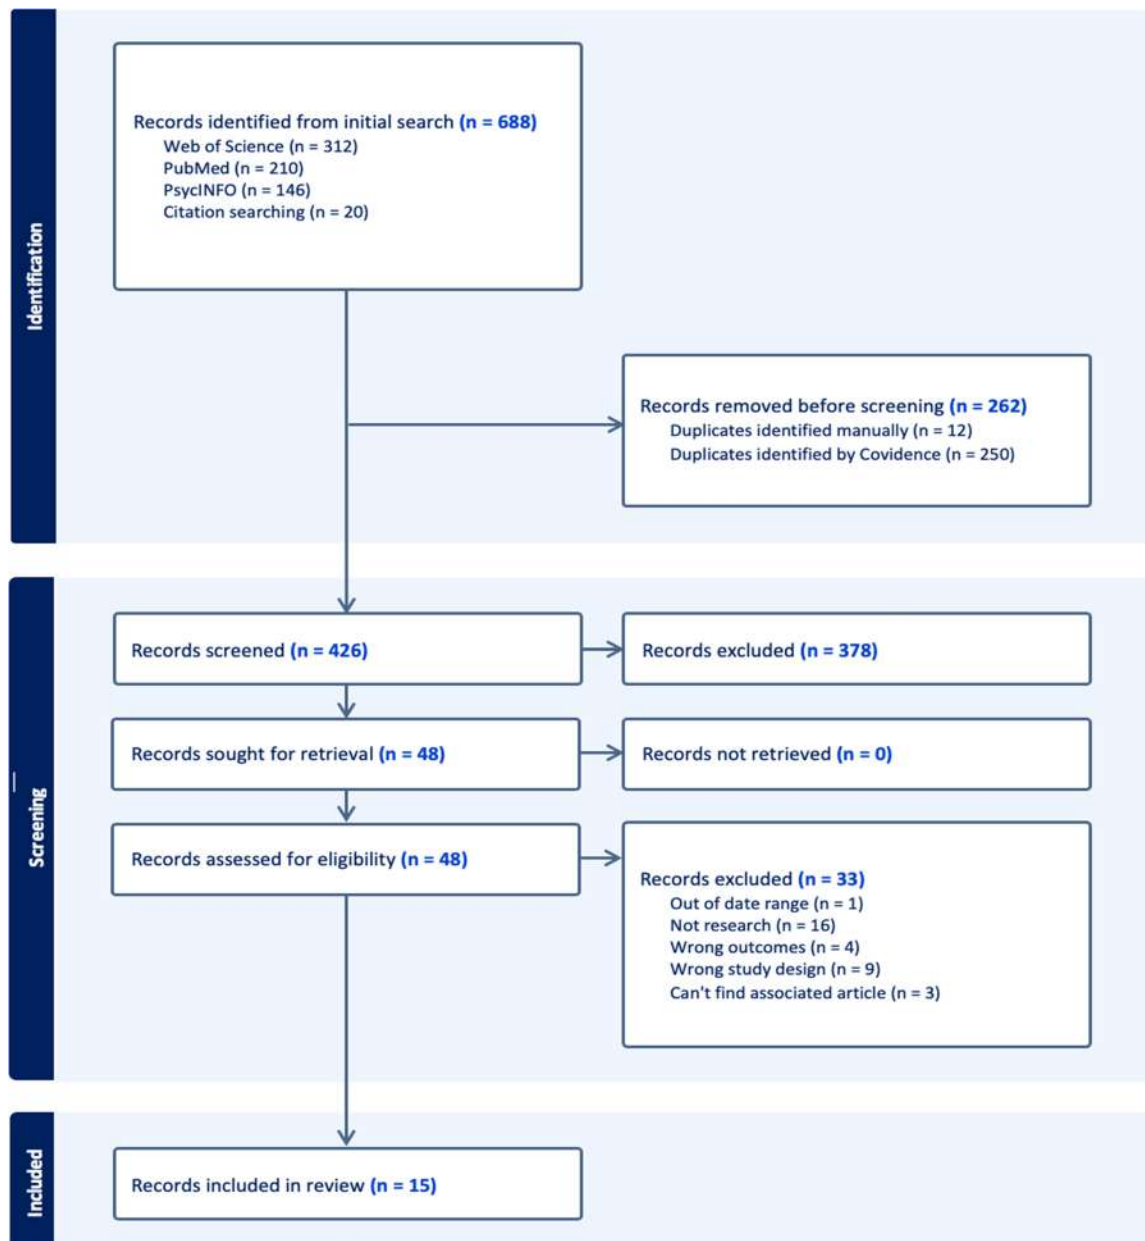 Identification
Records identified from initial search (n = 688)
Web of Science (n = 312)
PubMed (n = 210)
PsycINFO (n = 146)
Citation searching (n = 20)
Records removed before screening (n = 262)
Duplicates identified manually (n = 12)
Duplicates identified by Covidence (n = 250)
Screening
Records screened (n = 426)
Records excluded (n = 378)
Records sought for retrieval (n = 48)
Records not retrieved (n = 0)
Records assessed for eligibility (n = 48)
Records excluded (n = 33)
Out of date range (n = 1)
Not research (n = 16)
Wrong outcomes (n = 4)
Wrong study design (n = 9)
Can't find associated article (n = 3)
Included
Records included in review (n = 15)